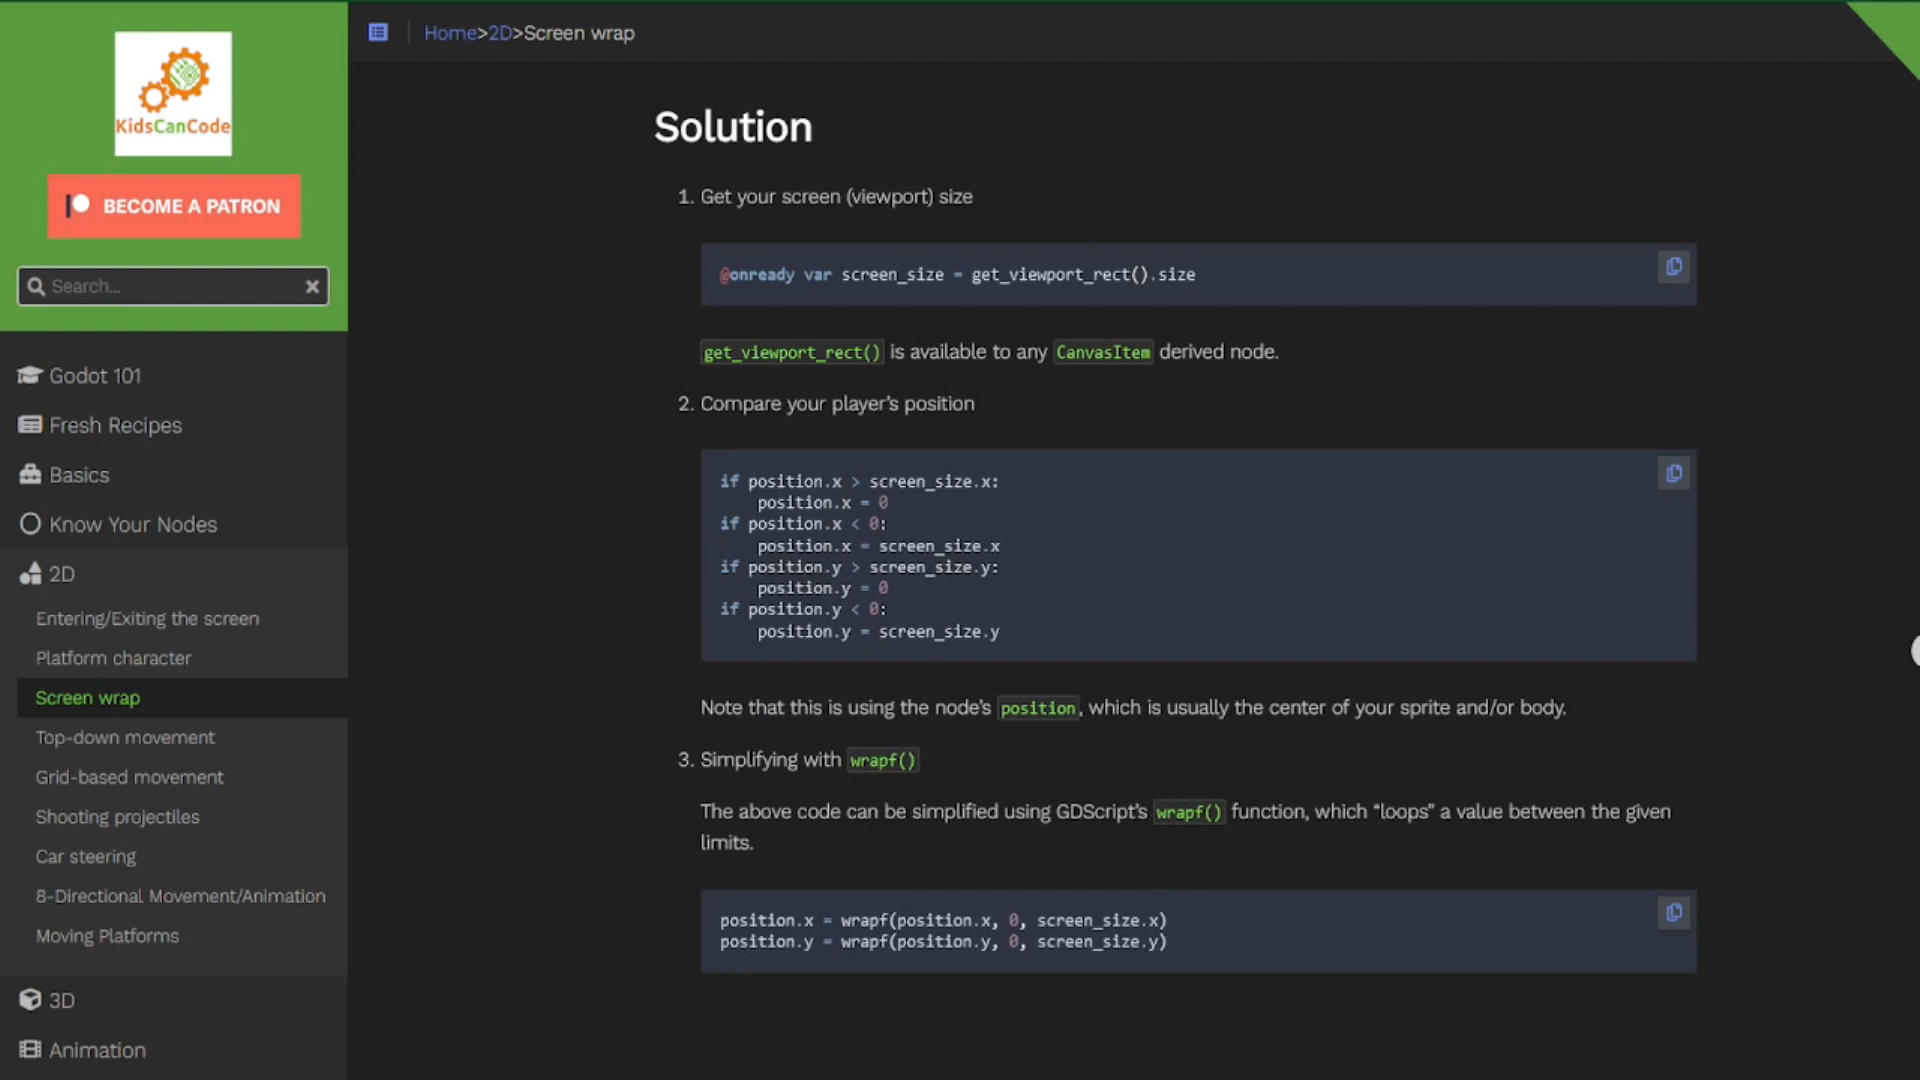 KidsCanCode
BECOME A PATRON
Search...
Godot 101
Fresh Recipes
Basics
Know Your Nodes
2D
Entering/Exiting the screen
Platform character
Screen wrap
Top-down movement
Grid-based movement
Shooting projectiles
Car steering
8-Directional Movement/Animation
Moving Platforms
3D
Animation
Home>2D>Screen wrap
Solution
1. Get your screen (viewport) size
@onready var screen_size = get_viewport_rect().size
get_viewport_rect() is available to any CanvasItem derived node.
2. Compare your player's position
if position.x > screen_size.x:
    position.x = 0
if position.x < 0:
    position.x = screen_size.x
if position.y > screen_size.y:
    position.y = 0
if position.y < 0:
    position.y = screen_size.y
Note that this is using the node's position, which is usually the center of your sprite and/or body.
3. Simplifying with wrapf()
The above code can be simplified using GDScript's wrapf() function, which “loops” a value between the given
limits.
position.x = wrapf(position.x, 0, screen_size.x)
position.y = wrapf(position.y, 0, screen_size.y)